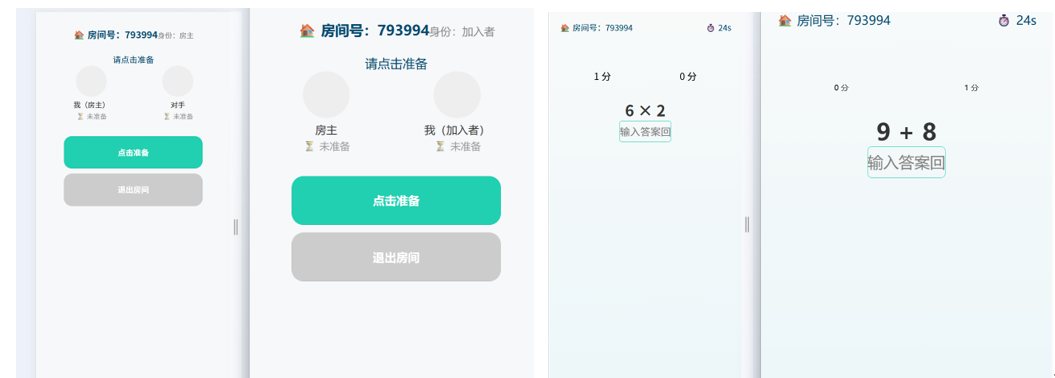 🏠 房间号：793994身份：房主
请点击准备
我（房主） 对手
⏳ 未准备 ⏳ 未准备
点击准备
退出房间
🏠 房间号：793994身份：加入者
请点击准备
房主 我（加入者）
⏳ 未准备 ⏳ 未准备
点击准备
退出房间
🏠 房间号：793994 ⏱ 24s
1 分 0 分
6 × 2
输入答案回
🏠 房间号：793994 ⏱ 24s
0 分 1 分
9 + 8
输入答案回